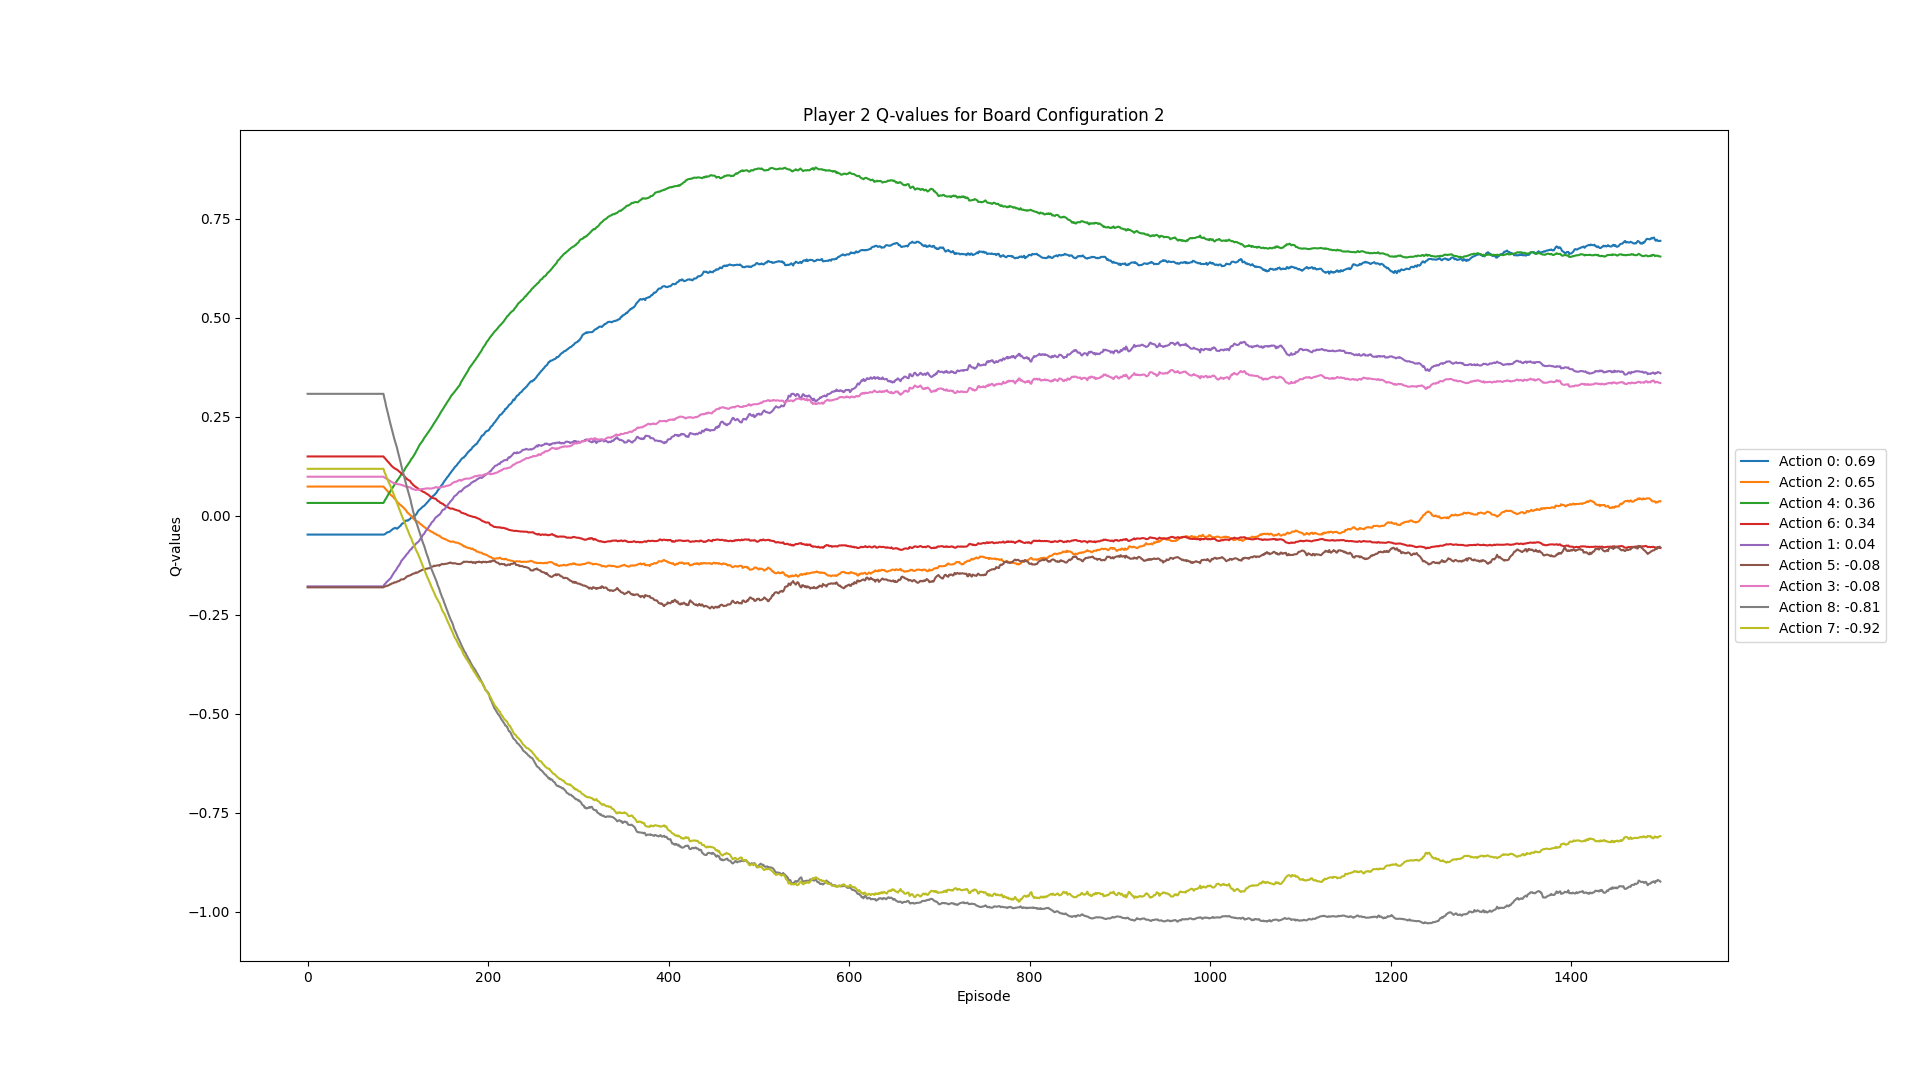 Player 2 Q-values for Board Configuration 2
Q-values
0.75
0.50
0.25
0.00
−0.25
−0.50
−0.75
−1.00
0 200 400 600 800 1000 1200 1400
Episode
Action 0: 0.69
Action 2: 0.65
Action 4: 0.36
Action 6: 0.34
Action 1: 0.04
Action 5: -0.08
Action 3: -0.08
Action 8: -0.81
Action 7: -0.92